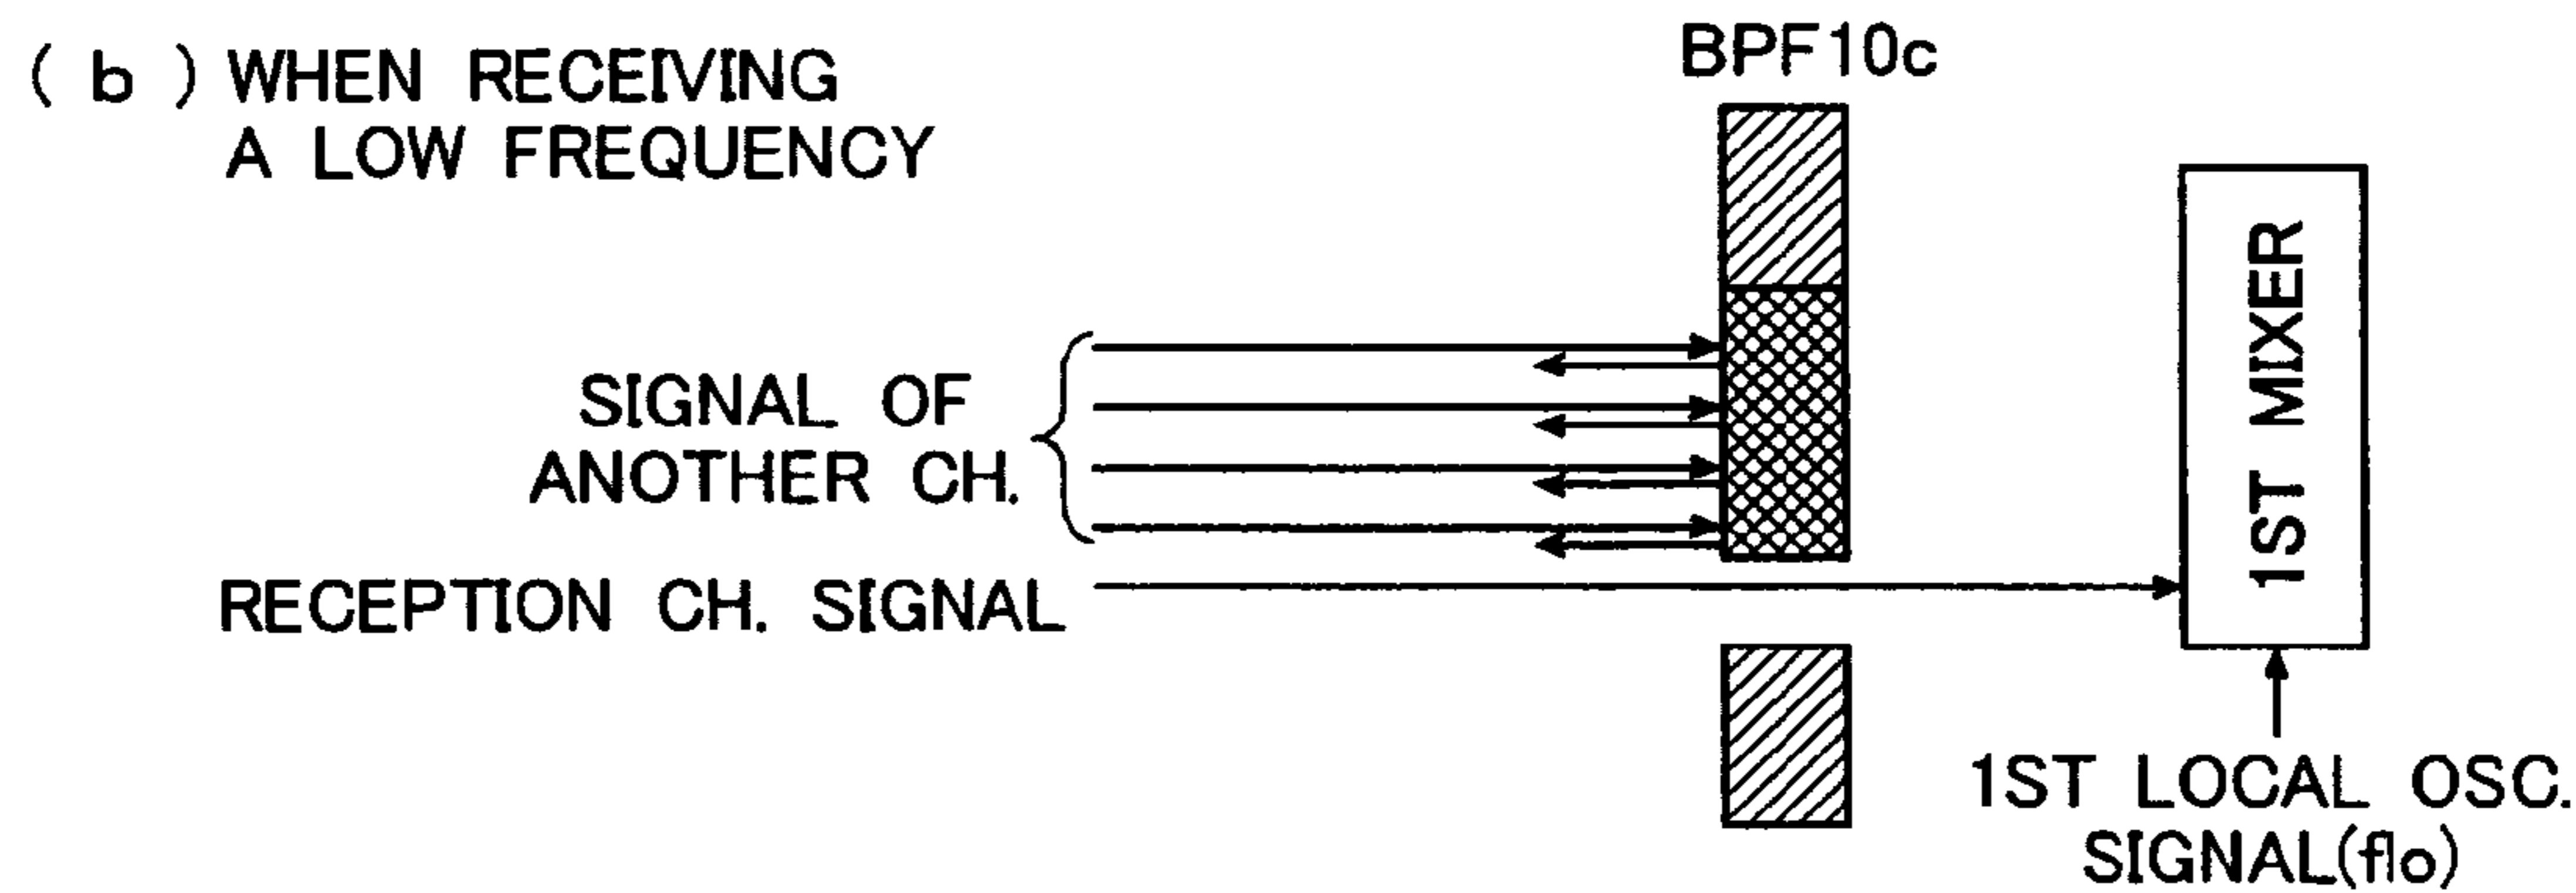 ( b ) WHEN RECEIVING
A LOW FREQUENCY
BPF10c
SIGNAL OF
ANOTHER CH.
RECEPTION CH. SIGNAL
1ST MIXER
1ST LOCAL OSC.
SIGNAL(flo)